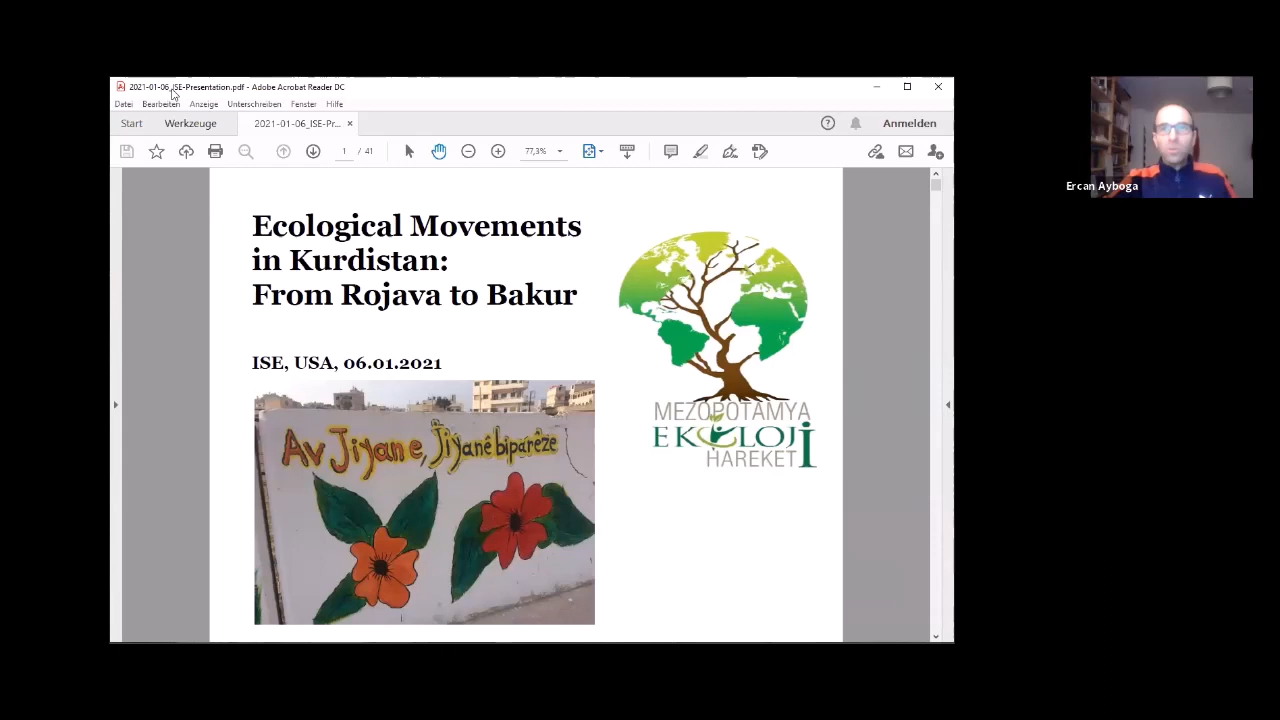 2021-01-06_ISE-Presentation.pdf - Adobe Acrobat Reader DC
Datei Bearbeiten Anzeige Unterschreiben Fenster Hilfe
Start Werkzeuge 2021-01-06_ISE-Pr... Anmelden
1 / 41 77,3%
Ecological Movements
in Kurdistan:
From Rojava to Bakur
ISE, USA, 06.01.2021
Av Jiyan e, Jiyanê biparêze
MEZOPOTAMYA
EKOLOJİ
HAREKETİ
Ercan Ayboga